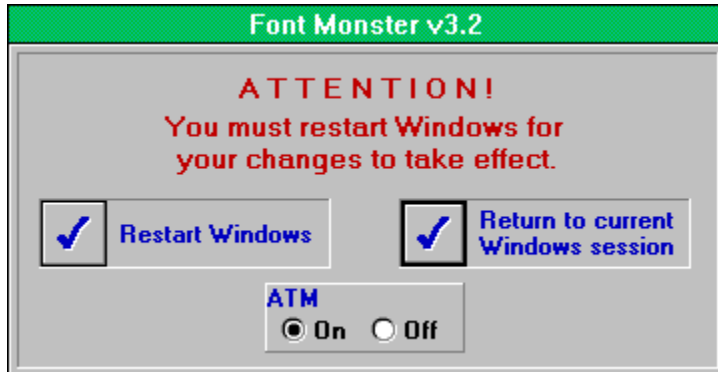 Font Monster v3.2
ATTENTION!
You must restart Windows for
your changes to take effect.
Restart Windows
Return to current
Windows session
ATM
On Off